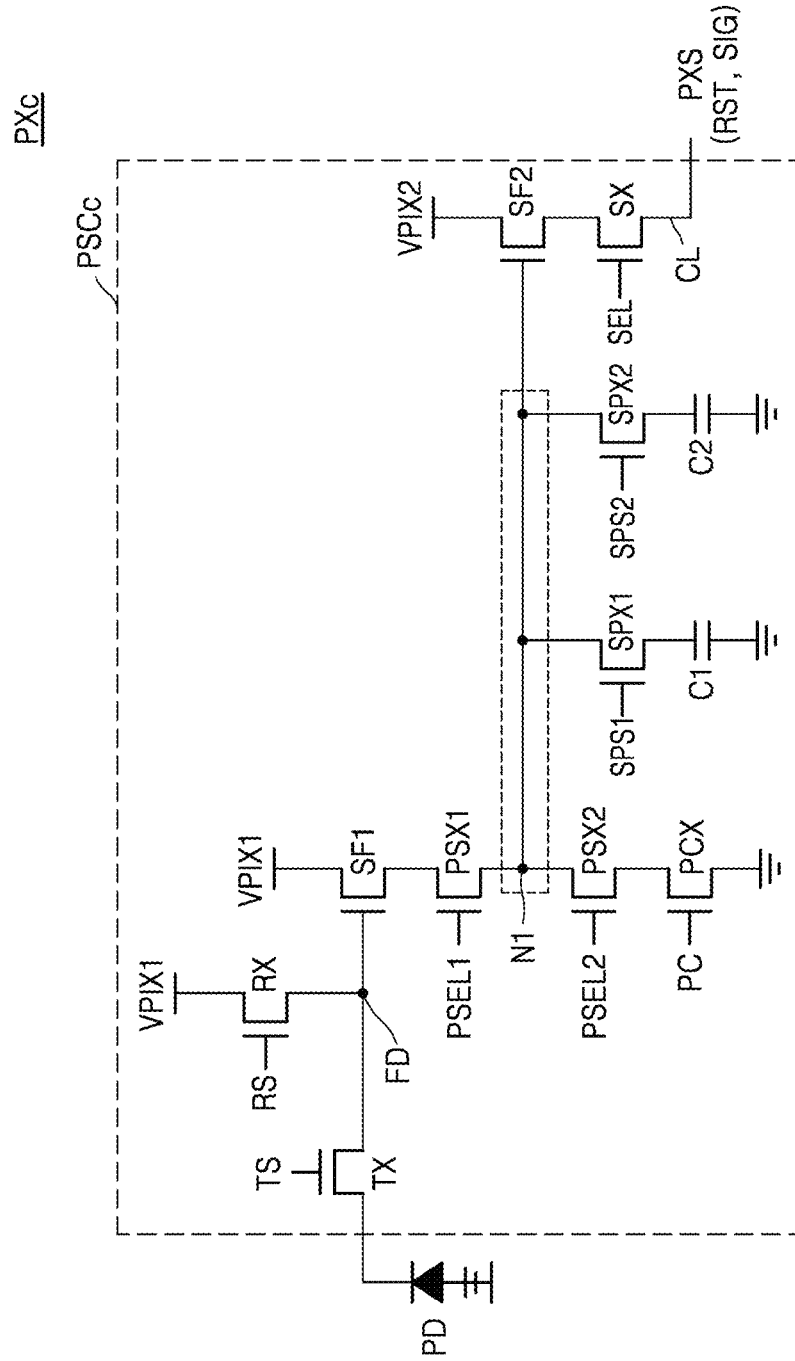 PXc
PSCc
VPIX1
RX
RS
TS
TX
FD
PD
VPIX1
SF1
PSEL1
PSX1
N1
PSEL2
PSX2
PC
PCX
SPS1
SPX1
C1
SPS2
SPX2
C2
VPIX2
SF2
SEL
SX
CL
PXS
(RST, SIG)